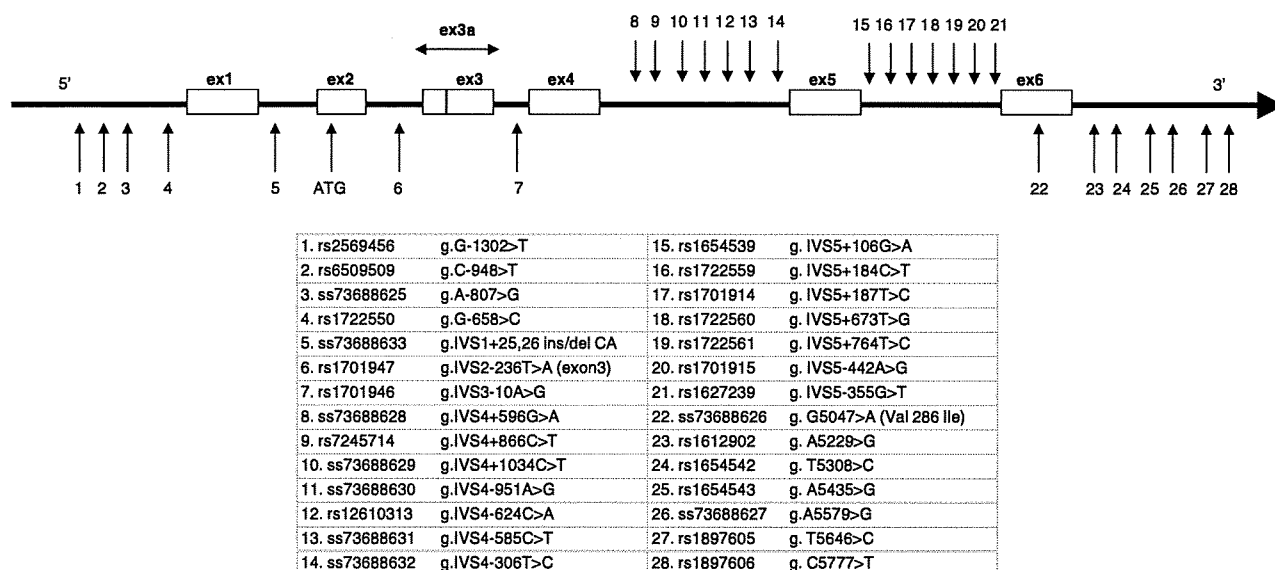 ex3a
8 9 10 11 12 13 14
15 16 17 18 19 20 21
5' ex1 ex2 ex3 ex4 ex5 ex6 3'
1 2 3 4 5 ATG 6 7 22 23 24 25 26 27 28
1. rs2569456 g.G-1302>T 15. rs1654539 g. IVS5+106G>A
2. rs6509509 g.C-948>T 16. rs1722559 g. IVS5+184C>T
3. ss73688625 g.A-807>G 17. rs1701914 g. IVS5+187T>C
4. rs1722550 g.G-658>C 18. rs1722560 g. IVS5+673T>G
5. ss73688633 g.IVS1+25,26 ins/del CA 19. rs1722561 g. IVS5+764T>C
6. rs1701947 g.IVS2-236T>A (exon3) 20. rs1701915 g. IVS5-442A>G
7. rs1701946 g.IVS3-10A>G 21. rs1627239 g. IVS5-355G>T
8. ss73688628 g.IVS4+596G>A 22. ss73688626 g. G5047>A (Val 286 Ile)
9. rs7245714 g.IVS4+866C>T 23. rs1612902 g. A5229>G
10. ss73688629 g.IVS4+1034C>T 24. rs1654542 g. T5308>C
11. ss73688630 g.IVS4-951A>G 25. rs1654543 g. A5435>G
12. rs12610313 g.IVS4-624C>A 26. ss73688627 g.A5579>G
13. ss73688631 g.IVS4-585C>T 27. rs1897605 g. T5646>C
14. ss73688632 g.IVS4-306T>C 28. rs1897606 g. C5777>T